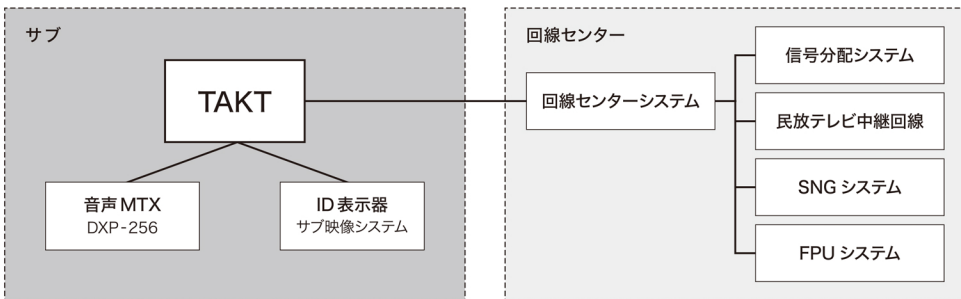 サブ
TAKT
音声 MTX
DXP-256
ID 表示器
サブ映像システム
回線センター
回線センターシステム
信号分配システム
民放テレビ中継回線
SNG システム
FPU システム